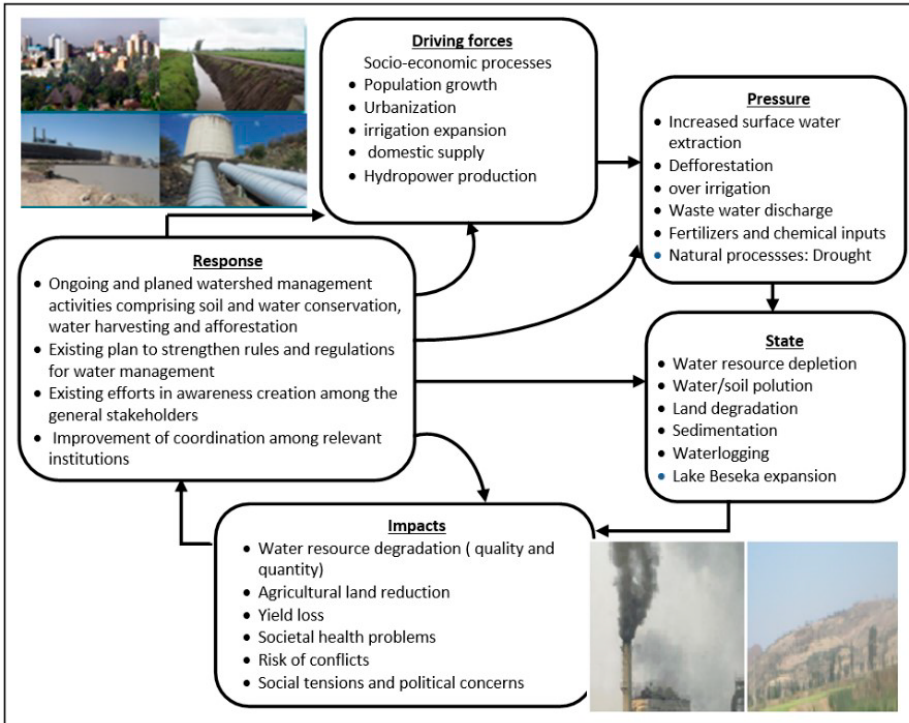 Driving forces
Socio-economic processes
• Population growth
• Urbanization
• irrigation expansion
• domestic supply
• Hydropower production
Pressure
• Increased surface water
extraction
• Defforestation
• over irrigation
• Waste water discharge
• Fertilizers and chemical inputs
• Natural processses: Drought
Response
• Ongoing and planed watershed management
activities comprising soil and water conservation,
water harvesting and afforestation
• Existing plan to strengthen rules and regulations
for water management
• Existing efforts in awareness creation among the
general stakeholders
• Improvement of coordination among relevant
institutions
State
• Water resource depletion
• Water/soil polution
• Land degradation
• Sedimentation
• Waterlogging
• Lake Beseka expansion
Impacts
• Water resource degradation ( quality and
quantity)
• Agricultural land reduction
• Yield loss
• Societal health problems
• Risk of conflicts
• Social tensions and political concerns